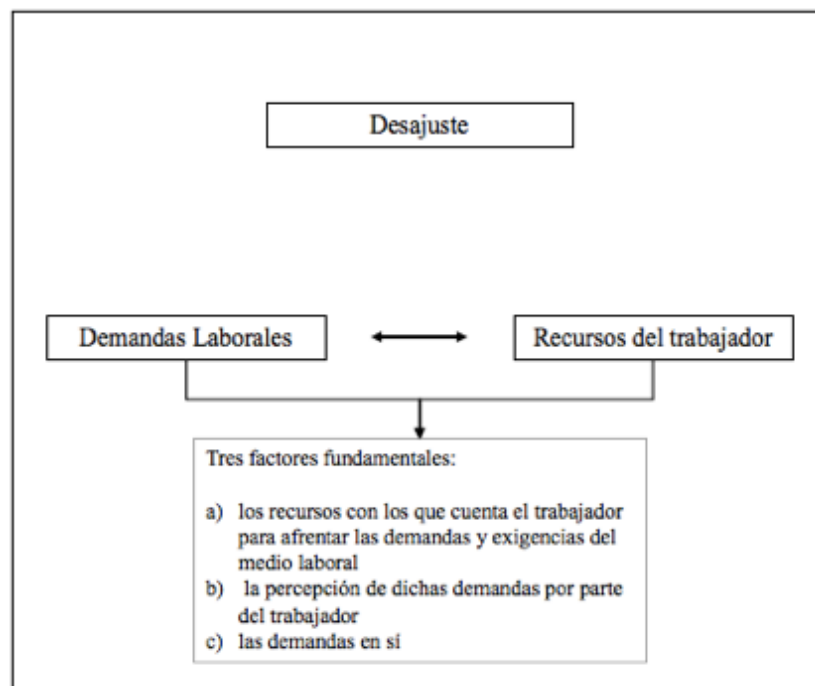 Desajuste
Demandas Laborales
Recursos del trabajador
Tres factores fundamentales:
a) los recursos con los que cuenta el trabajador
para afrentar las demandas y exigencias del
medio laboral
b) la percepción de dichas demandas por parte
del trabajador
c) las demandas en sí